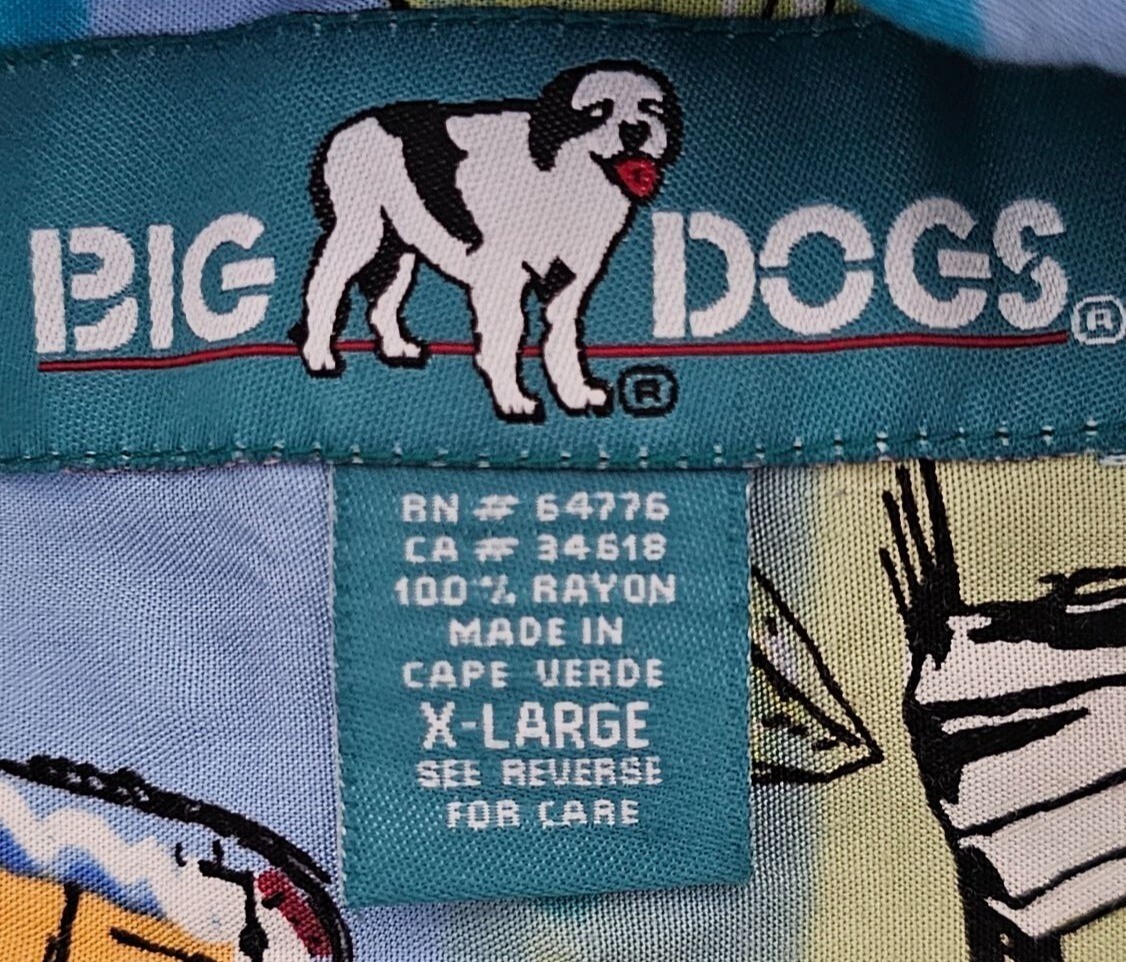 BIG DOGS®
®
RN # 64776
CA # 34618
100% RAYON
MADE IN
CAPE VERDE
X-LARGE
SEE REVERSE
FOR CARE